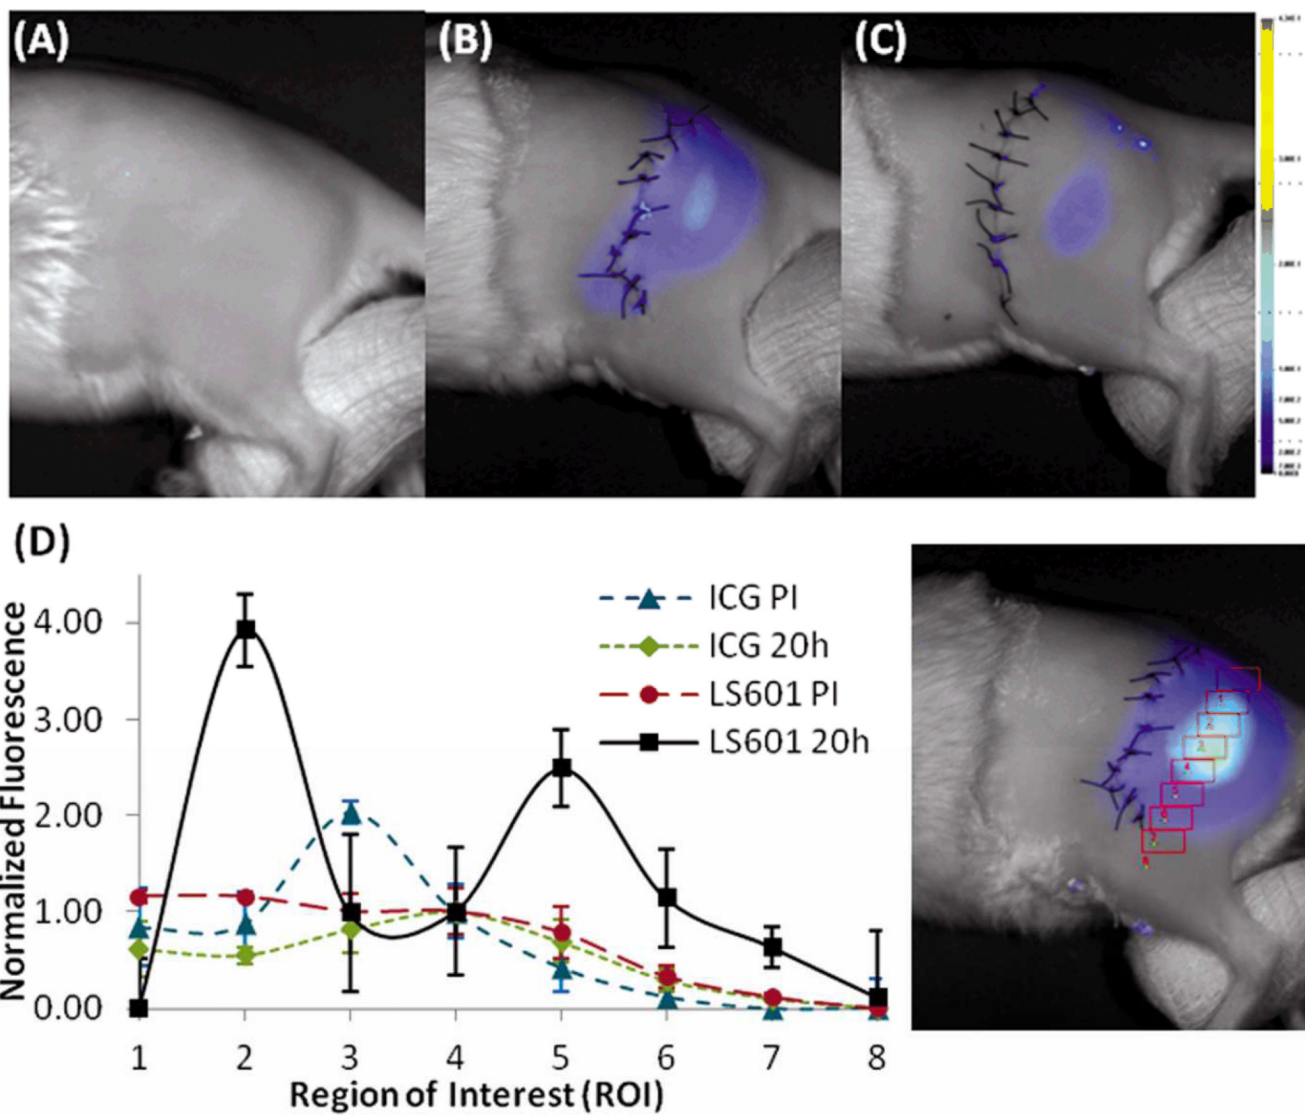 (A)
(B)
(C)
(D)
Normalized Fluorescence
4.00
3.00
2.00
1.00
0.00
ICG PI
ICG 20h
LS601 PI
LS601 20h
1 2 3 4 5 6 7 8
Region of Interest (ROI)